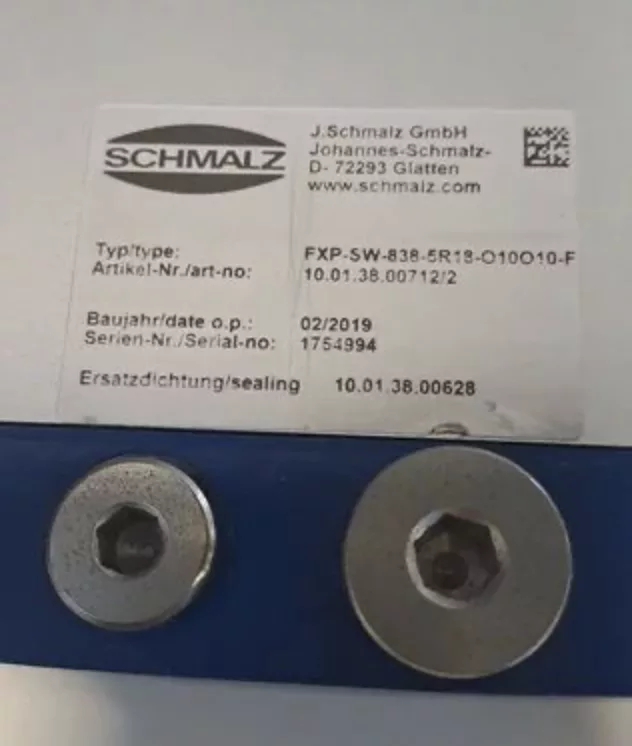 SCHMALZ
J.Schmalz GmbH
Johannes-Schmalz-
D- 72293 Glatten
www.schmalz.com
Typ/type: FXP-SW-838-5R18-O10O10-F
Artikel-Nr./art-no: 10.01.38.00712/2
Baujahr/date o.p.: 02/2019
Serien-Nr./Serial-no: 1754994
Ersatzdichtung/sealing 10.01.38.00628